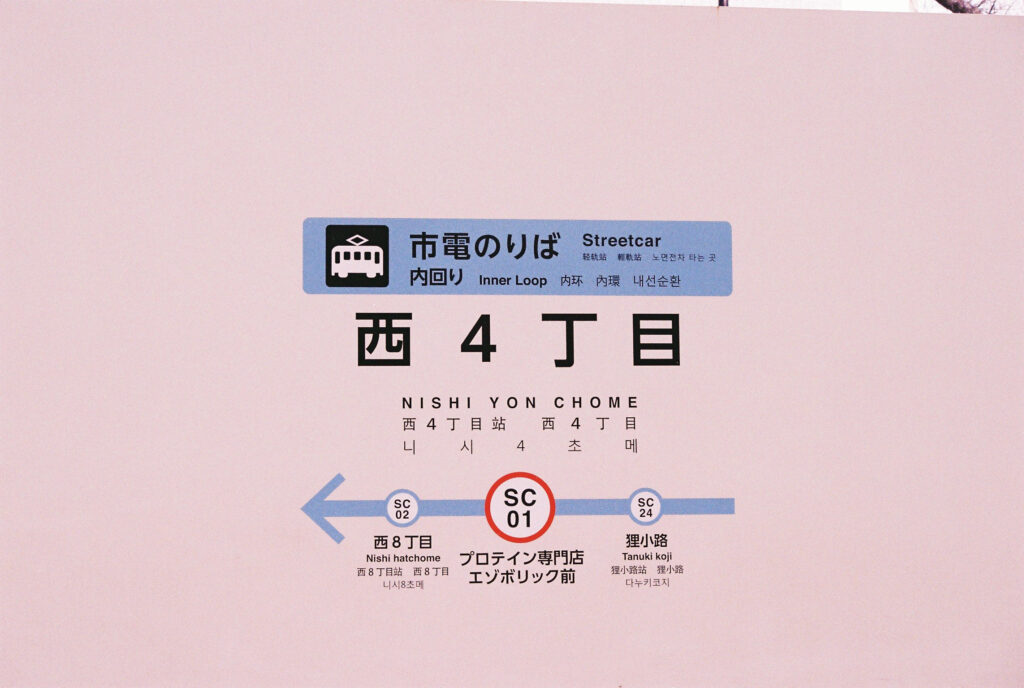 市電のりば Streetcar
轻轨站 輕軌站 노면전차 타는 곳
内回り Inner Loop 内环 內環 내선순환
西4丁目
NISHI YON CHOME
西4丁目站 西4丁目
니시4초메
SC
02
SC
01
SC
24
西8丁目
Nishi hatchome
西8丁目站 西8丁目
니시8초메
プロテイン専門店
エゾボリック前
狸小路
Tanuki koji
狸小路站 狸小路
다누키코지